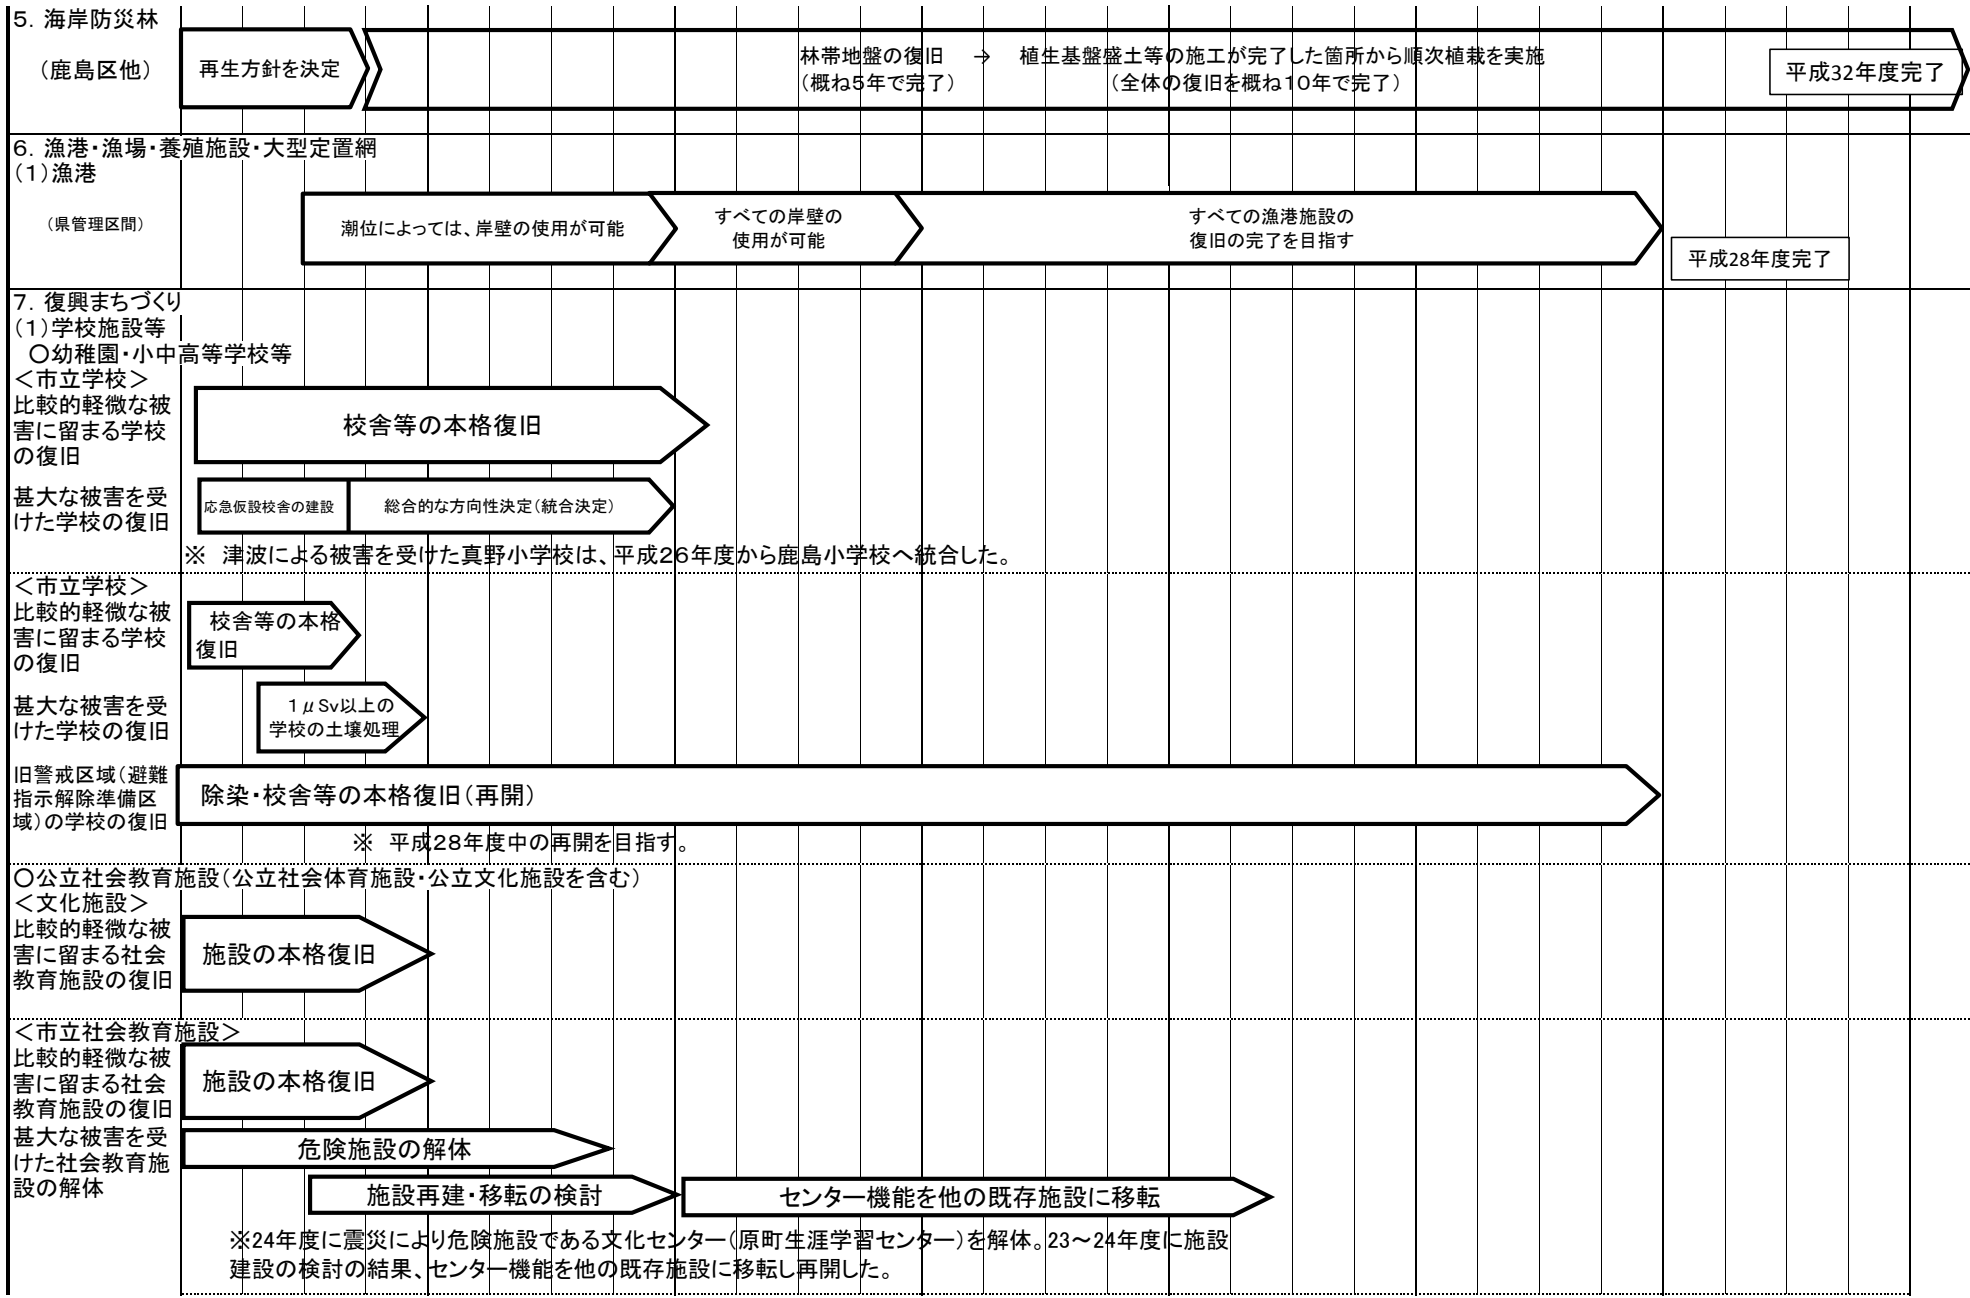 5．海岸防災林
（鹿島区他）
再生方針を決定
林帯地盤の復旧　→　植生基盤盛土等の施工が完了した箇所から順次植栽を実施
（概ね5年で完了）　（全体の復旧を概ね10年で完了）
平成32年度完了
6．漁港・漁場・養殖施設・大型定置網
（1）漁港
（県管理区間）
潮位によっては、岸壁の使用が可能
すべての岸壁の
使用が可能
すべての漁港施設の
復旧の完了を目指す
平成28年度完了
7．復興まちづくり
（1）学校施設等
○幼稚園・小中高等学校等
＜市立学校＞
比較的軽微な被
害に留まる学校
の復旧
校舎等の本格復旧
甚大な被害を受
けた学校の復旧
応急仮設校舎の建設
総合的な方向性決定（統合決定）
※　津波による被害を受けた真野小学校は、平成26年度から鹿島小学校へ統合した。
＜市立学校＞
比較的軽微な被
害に留まる学校
の復旧
校舎等の本格
復旧
甚大な被害を受
けた学校の復旧
1μSv以上の
学校の土壌処理
旧警戒区域（避難
指示解除準備区
域）の学校の復旧
除染・校舎等の本格復旧（再開）
※　平成28年度中の再開を目指す。
○公立社会教育施設（公立社会体育施設・公立文化施設を含む）
＜文化施設＞
比較的軽微な被
害に留まる社会
教育施設の復旧
施設の本格復旧
＜市立社会教育施設＞
比較的軽微な被
害に留まる社会
教育施設の復旧
施設の本格復旧
甚大な被害を受
けた社会教育施
設の解体
危険施設の解体
施設再建・移転の検討
センター機能を他の既存施設に移転
※24年度に震災により危険施設である文化センター（原町生涯学習センター）を解体。23～24年度に施設
建設の検討の結果、センター機能を他の既存施設に移転し再開した。